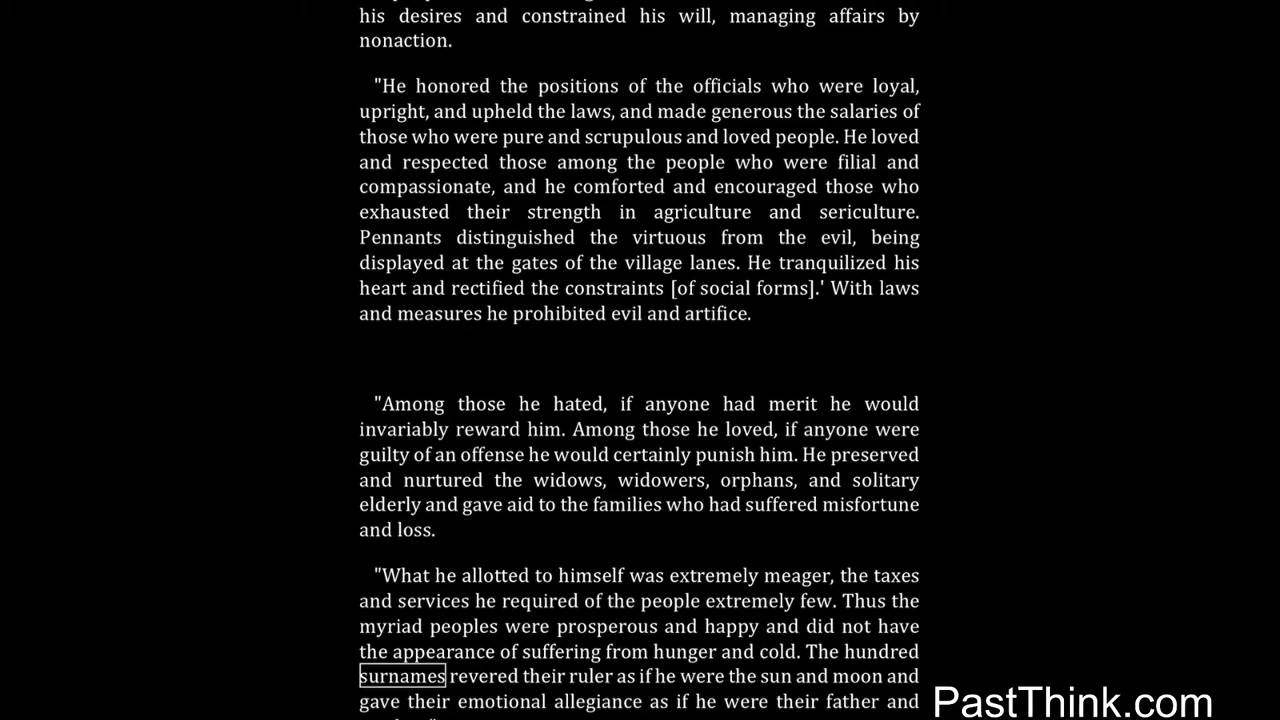 his desires and constrained his will, managing affairs by
nonaction.
"He honored the positions of the officials who were loyal,
upright, and upheld the laws, and made generous the salaries of
those who were pure and scrupulous and loved people. He loved
and respected those among the people who were filial and
compassionate, and he comforted and encouraged those who
exhausted their strength in agriculture and sericulture.
Pennants distinguished the virtuous from the evil, being
displayed at the gates of the village lanes. He tranquilized his
heart and rectified the constraints [of social forms].' With laws
and measures he prohibited evil and artifice.
"Among those he hated, if anyone had merit he would
invariably reward him. Among those he loved, if anyone were
guilty of an offense he would certainly punish him. He preserved
and nurtured the widows, widowers, orphans, and solitary
elderly and gave aid to the families who had suffered misfortune
and loss.
"What he allotted to himself was extremely meager, the taxes
and services he required of the people extremely few. Thus the
myriad peoples were prosperous and happy and did not have
the appearance of suffering from hunger and cold. The hundred
surnames revered their ruler as if he were the sun and moon and
gave their emotional allegiance as if he were their father and
PastThink.com